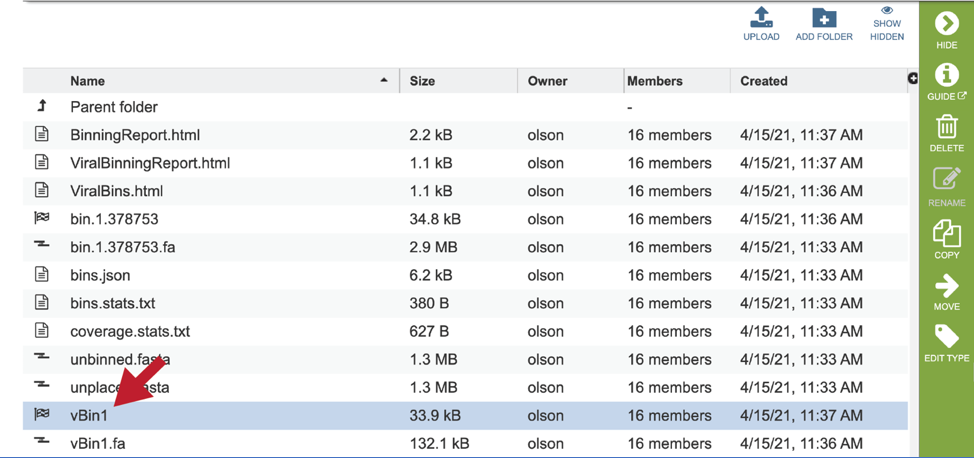 UPLOAD ADD FOLDER SHOW HIDDEN
Name Size Owner Members Created
Parent folder -
BinningReport.html 2.2 kB olson 16 members 4/15/21, 11:37 AM
ViralBinningReport.html 1.1 kB olson 16 members 4/15/21, 11:37 AM
ViralBins.html 1.1 kB olson 16 members 4/15/21, 11:36 AM
bin.1.378753 34.8 kB olson 16 members 4/15/21, 11:36 AM
bin.1.378753.fa 2.9 MB olson 16 members 4/15/21, 11:33 AM
bins.json 6.2 kB olson 16 members 4/15/21, 11:33 AM
bins.stats.txt 380 B olson 16 members 4/15/21, 11:33 AM
coverage.stats.txt 627 B olson 16 members 4/15/21, 11:33 AM
unbinned.fasta 1.3 MB olson 16 members 4/15/21, 11:33 AM
1.3 MB olson 16 members 4/15/21, 11:33 AM
vBin1 33.9 kB olson 16 members 4/15/21, 11:37 AM
vBin1.fa 132.1 kB olson 16 members 4/15/21, 11:36 AM
HIDE
GUIDE
DELETE
RENAME
COPY
MOVE
EDIT TYPE